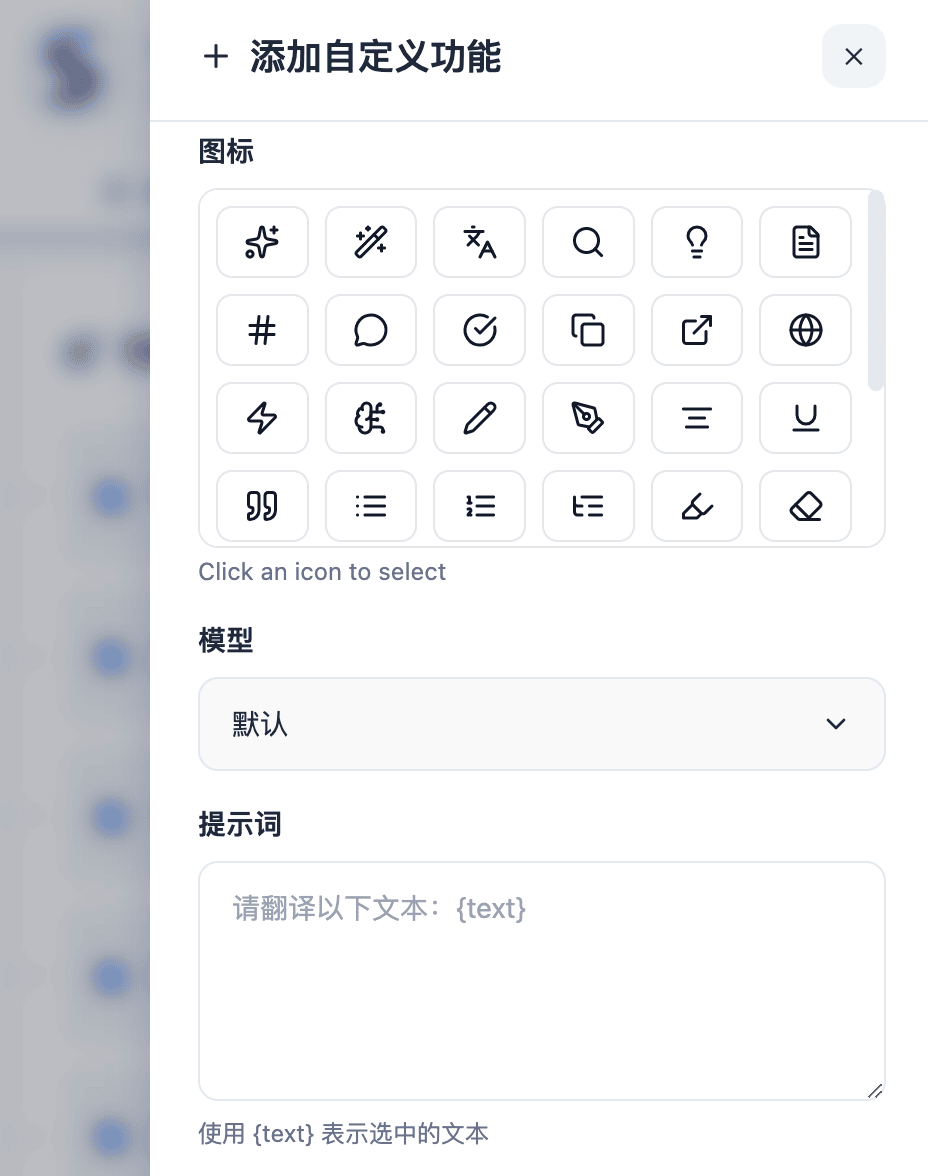 添加自定义功能
图标
Click an icon to select
模型
默认
提示词
请翻译以下文本：{text}
使用 {text} 表示选中的文本